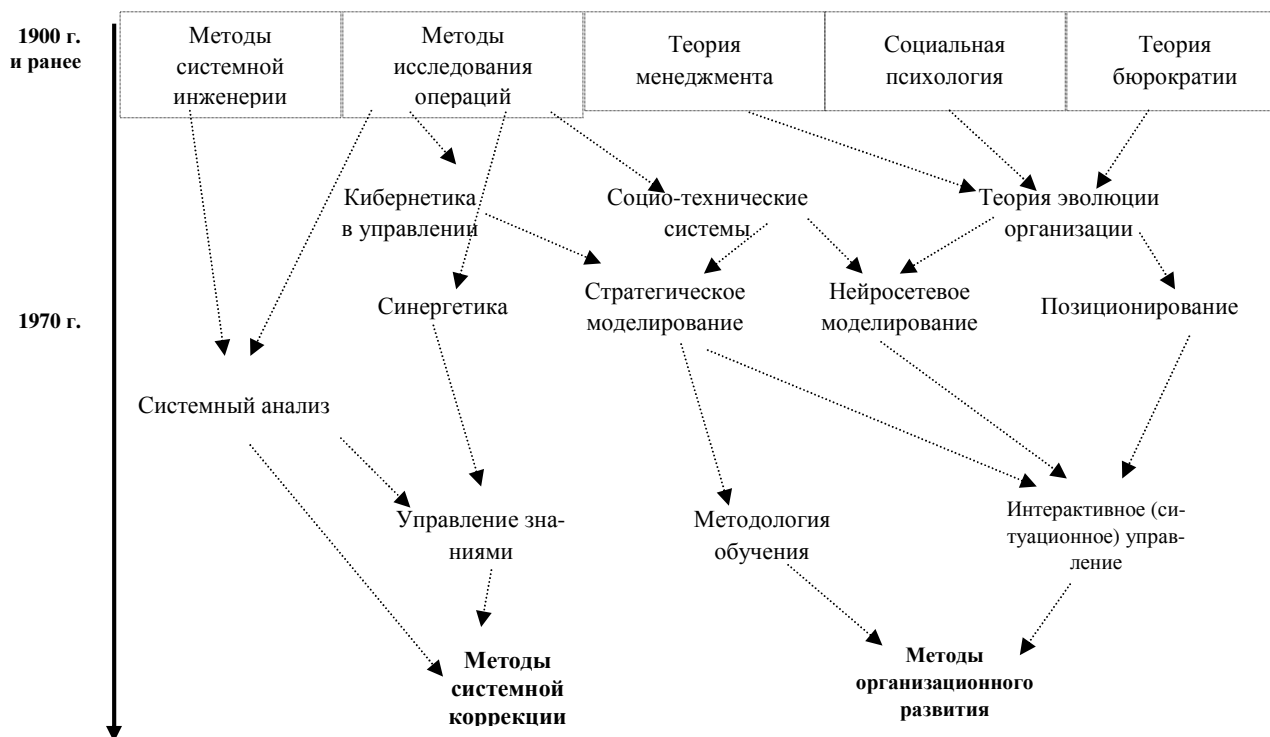 1900 г.
и ранее
Методы
системной
инженерии
Методы
исследования
операций
Теория
менеджмента
Социальная
психология
Теория
бюрократии
Кибернетика
в управлении
Социо-технические
системы
Теория эволюции
организации
1970 г.
Синергетика
Стратегическое
моделирование
Нейросетевое
моделирование
Позиционирование
Системный анализ
Управление зна-
ниями
Методология
обучения
Интерактивное (си-
туационное) управ-
ление
Методы
системной
коррекции
Методы
организационного
развития